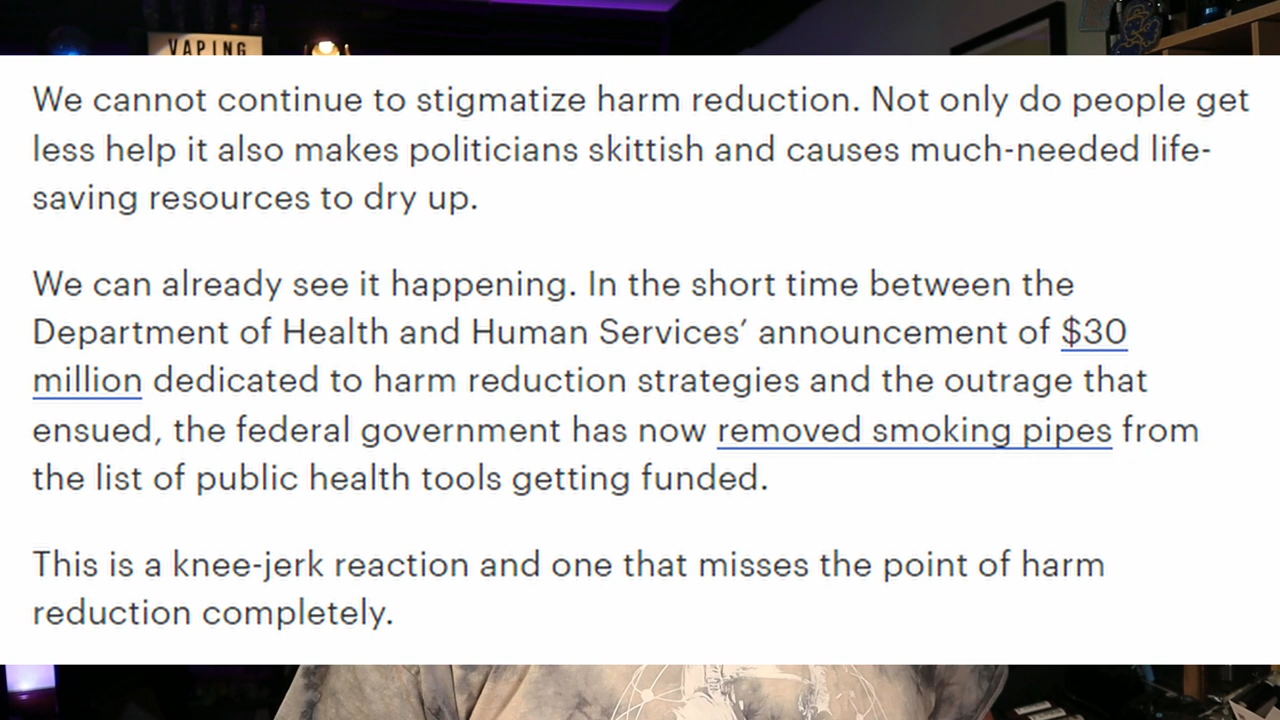 VAPING
We cannot continue to stigmatize harm reduction. Not only do people get
less help it also makes politicians skittish and causes much-needed life-
saving resources to dry up.
We can already see it happening. In the short time between the
Department of Health and Human Services’ announcement of $30
million dedicated to harm reduction strategies and the outrage that
ensued, the federal government has now removed smoking pipes from
the list of public health tools getting funded.
This is a knee-jerk reaction and one that misses the point of harm
reduction completely.